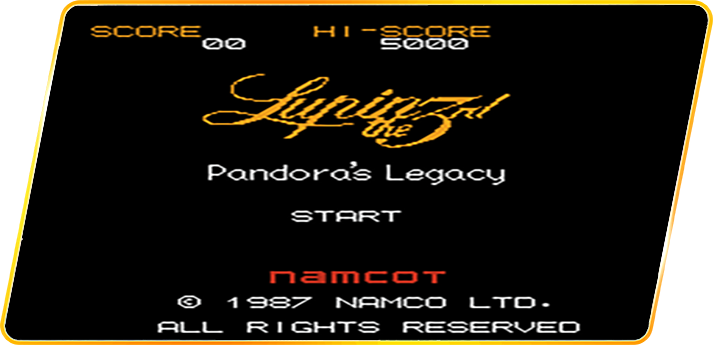 SCORE HI-SCORE
00 5000
Lupin the 3rd
Pandora's Legacy
START
namcot
© 1987 NAMCO LTD.
ALL RIGHTS RESERVED